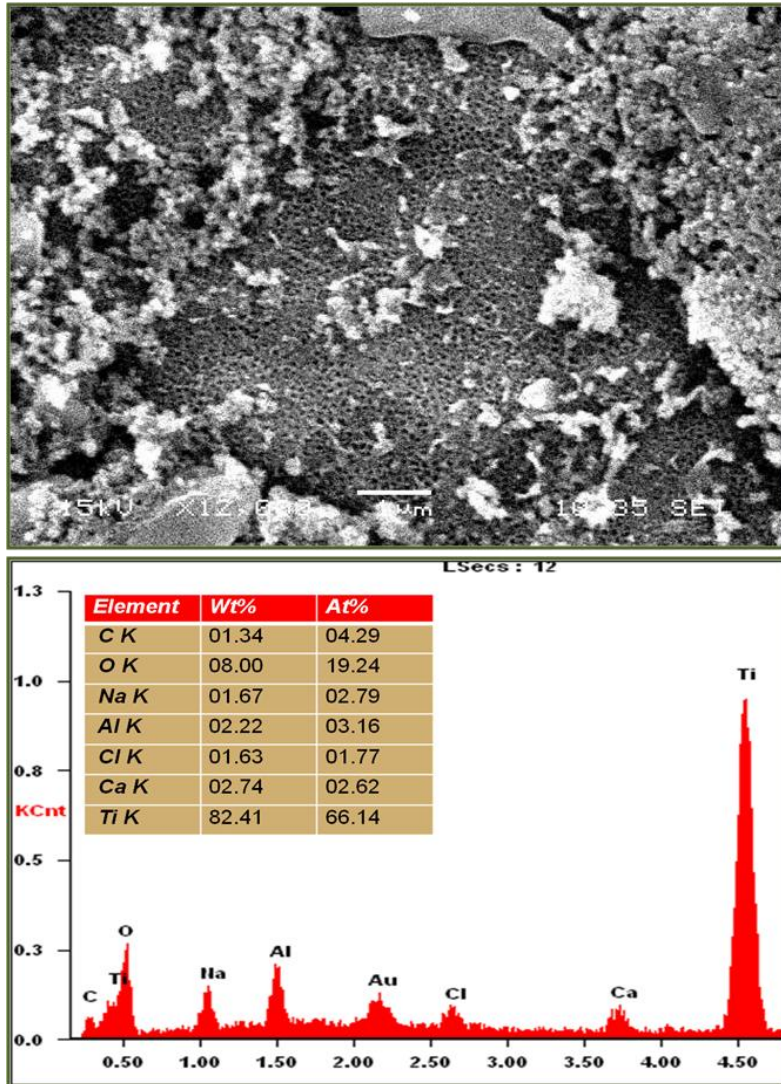 15kV X12,000 1μm 10 35 SEI
LSecs : 12
Element Wt% At%
C K 01.34 04.29
O K 08.00 19.24
Na K 01.67 02.79
Al K 02.22 03.16
Cl K 01.63 01.77
Ca K 02.74 02.62
Ti K 82.41 66.14
1.3
1.0
0.8
KCnt
0.5
0.3
0.0
C
Ti
O
Na
Al
Au
Cl
Ca
Ti
0.50 1.00 1.50 2.00 2.50 3.00 3.50 4.00 4.50